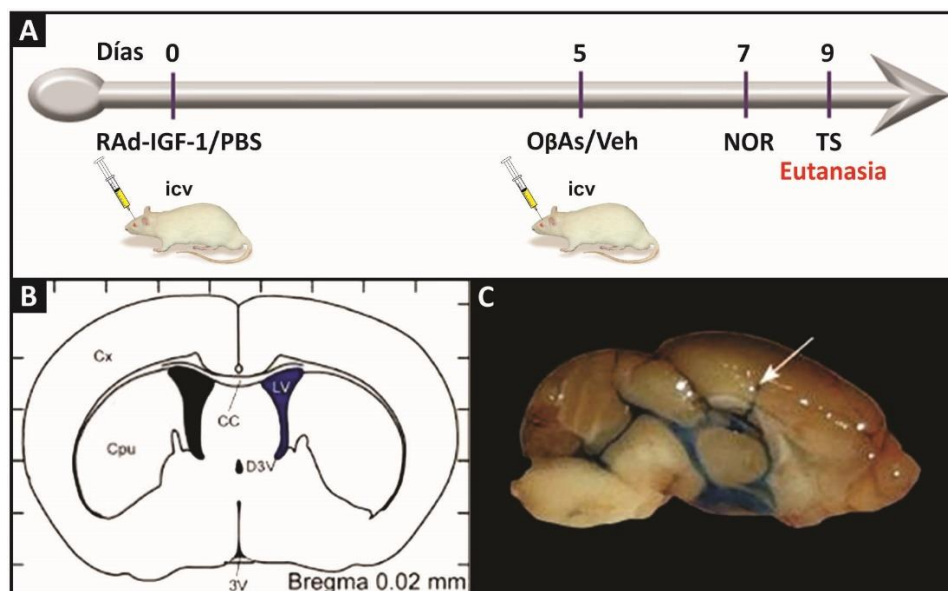 A
Días 0 5 7 9
RAd-IGF-1/PBS OβAs/Veh NOR TS
Eutanasia
icv icv
B
Cx
LV
CC
Cpu
D3V
3V
Bregma 0.02 mm
C